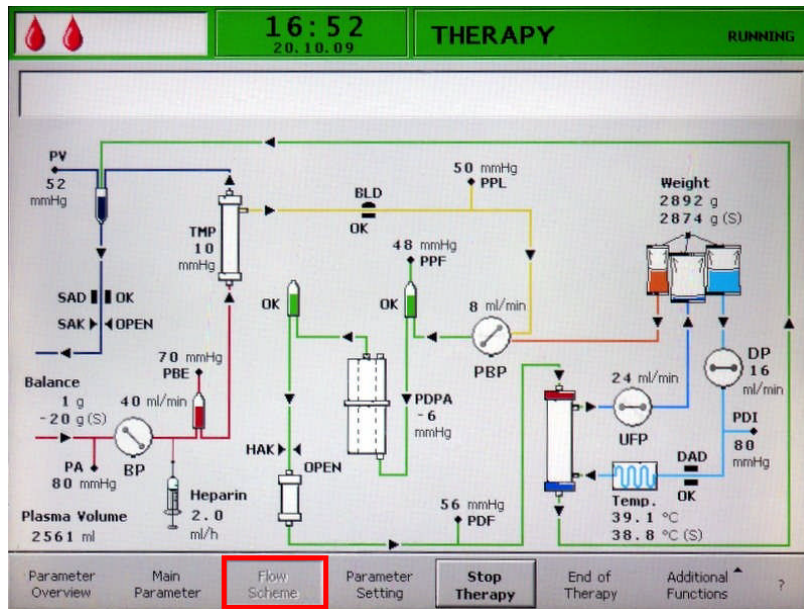 16:52
20.10.09
THERAPY
RUNNING
PV
52
mmHg
TMP
10
mmHg
BLD
OK
50 mmHg
PPL
Weight
2892 g
2874 g (S)
48 mmHg
PPF
SAD OK
SAK OPEN
OK
OK
8 ml/min
PBP
70 mmHg
PBE
Balance
1 g
-20 g (S)
40 ml/min
PA
80 mmHg
BP
Heparin
2.0
ml/h
Plasma Volume
2561 ml
PDPA
-6
mmHg
HAK
OPEN
56 mmHg
PDF
24 ml/min
UFP
DP
16
ml/min
PDI
80
mmHg
DAD
OK
Temp.
39.1 °C
38.8 °C (S)
Parameter
Overview
Main
Parameter
Flow
Scheme
Parameter
Setting
Stop
Therapy
End of
Therapy
Additional
Functions
?